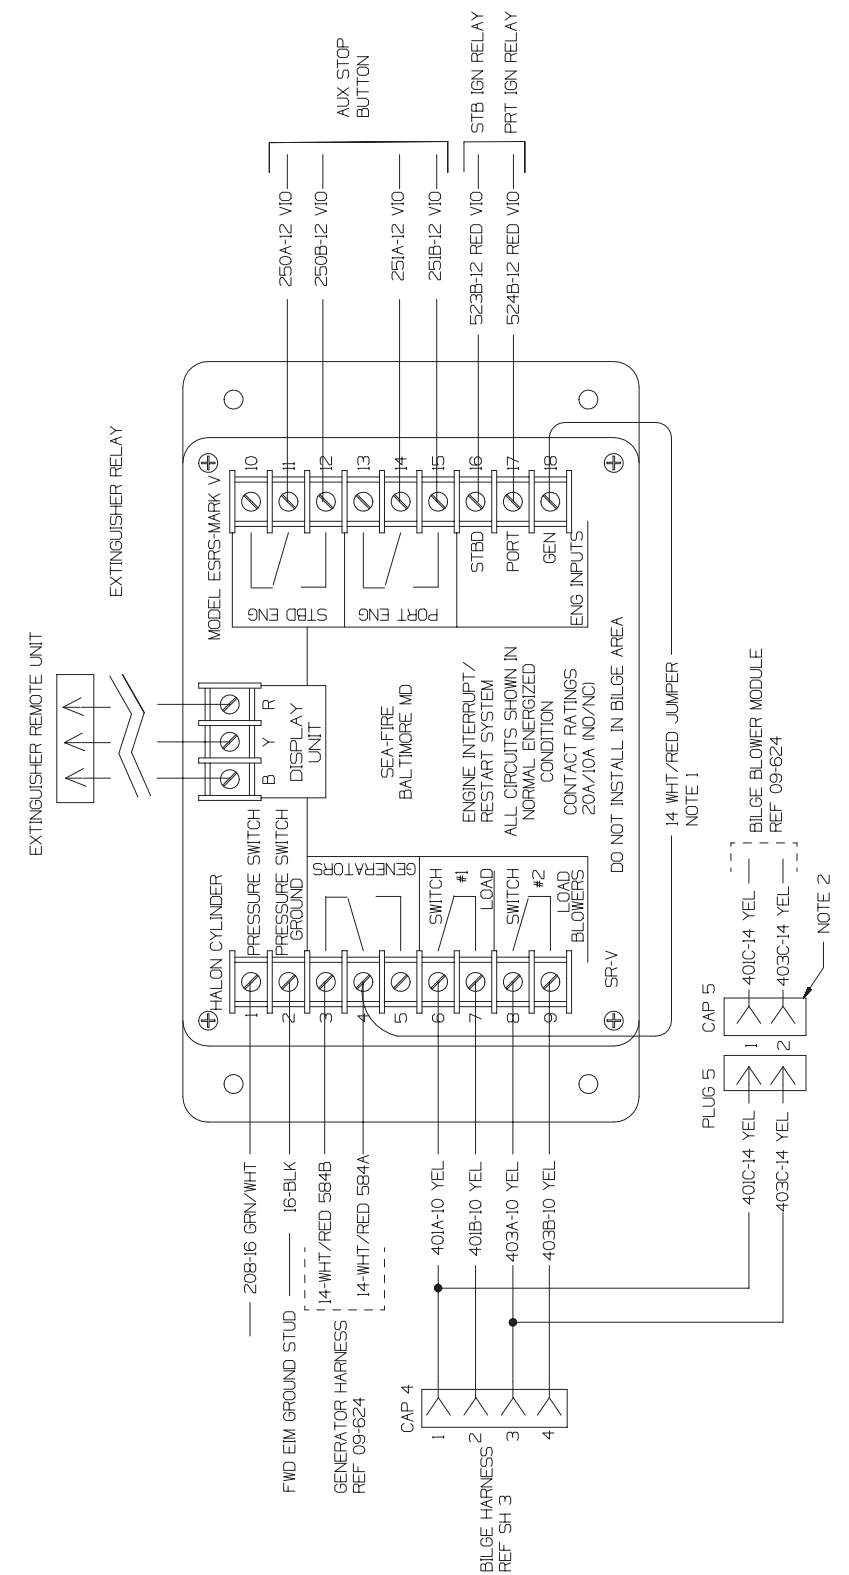 EXTINGUISHER REMOTE UNIT
EXTINGUISHER RELAY
B
Y
R
DISPLAY
UNIT
HALON CYLINDER
PRESSURE SWITCH
PRESSURE SWITCH
GROUND
GENERATORS
SWITCH
#1
LOAD
SWITCH
#2
LOAD
BLOWERS
SR-V
1
2
3
4
5
6
7
8
9
MODEL ESRS-MARK V
STBD ENG
PORT ENG
STBD
PORT
GEN
ENG INPUTS
10
11
12
13
14
15
16
17
18
SEA-FIRE
BALTIMORE MD
ENGINE INTERRUPT/
RESTART SYSTEM
ALL CIRCUITS SHOWN IN
NORMAL ENERGIZED
CONDITION
CONTACT RATINGS
20A/10A (NO/NC)
DO NOT INSTALL IN BILGE AREA
14 WHT/RED JUMPER
NOTE 1
250A-12 VIO
250B-12 VIO
251A-12 VIO
251B-12 VIO
523B-12 RED VIO
524B-12 RED VIO
AUX STOP
BUTTON
STB IGN RELAY
PRT IGN RELAY
208-16 GRN/WHT
FWD EIM GROUND STUD
16-BLK
14-WHT/RED 584B
14-WHT/RED 584A
GENERATOR HARNESS
REF 09-624
401A-10 YEL
401B-10 YEL
403A-10 YEL
403B-10 YEL
CAP 4
1
2
3
4
BILGE HARNESS
REF SH 3
401C-14 YEL
403C-14 YEL
PLUG 5
1
2
CAP 5
401C-14 YEL
403C-14 YEL
BILGE BLOWER MODULE
REF 09-624
NOTE 2